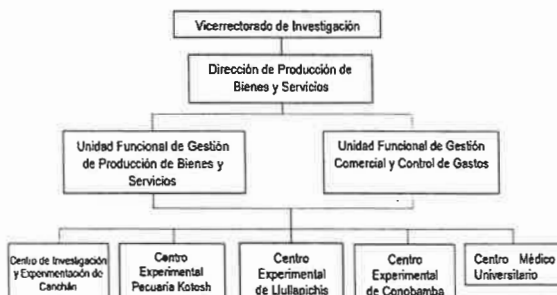 Vicerrectorado de Investigación
Dirección de Producción de
Bienes y Servicios
Unidad Funcional de Gestión
de Producción de Bienes y
Servicios
Unidad Funcional de Gestión
Comercial y Control de Gastos
Centro de Investigación
y Experimentación de
Canchán
Centro
Experimental
Pecuaria Kotosh
Centro
Experimental
de Llullapichis
Centro
Experimental
de Conobamba
Centro Médico
Universitario